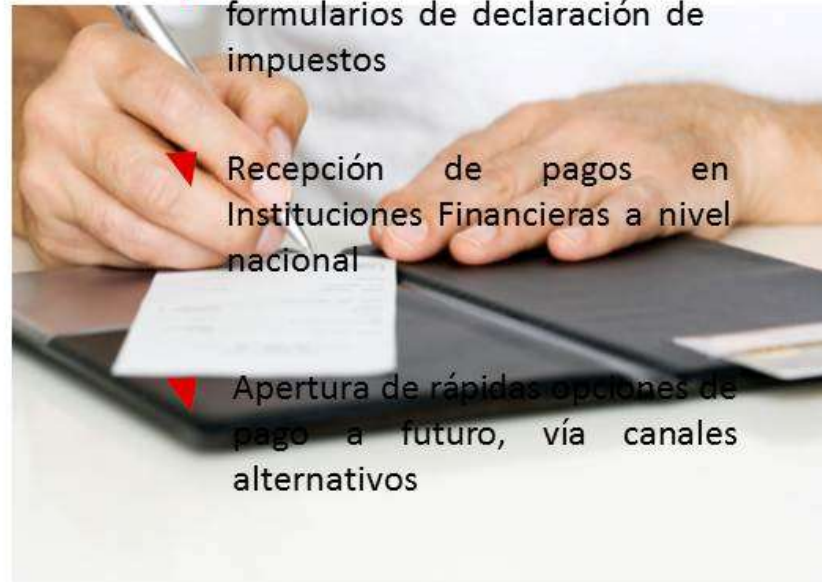 formularios de declaración de
impuestos
Recepción de pagos en
Instituciones Financieras a nivel
nacional
Apertura de rápidas opciones de
pago a futuro, vía canales
alternativos